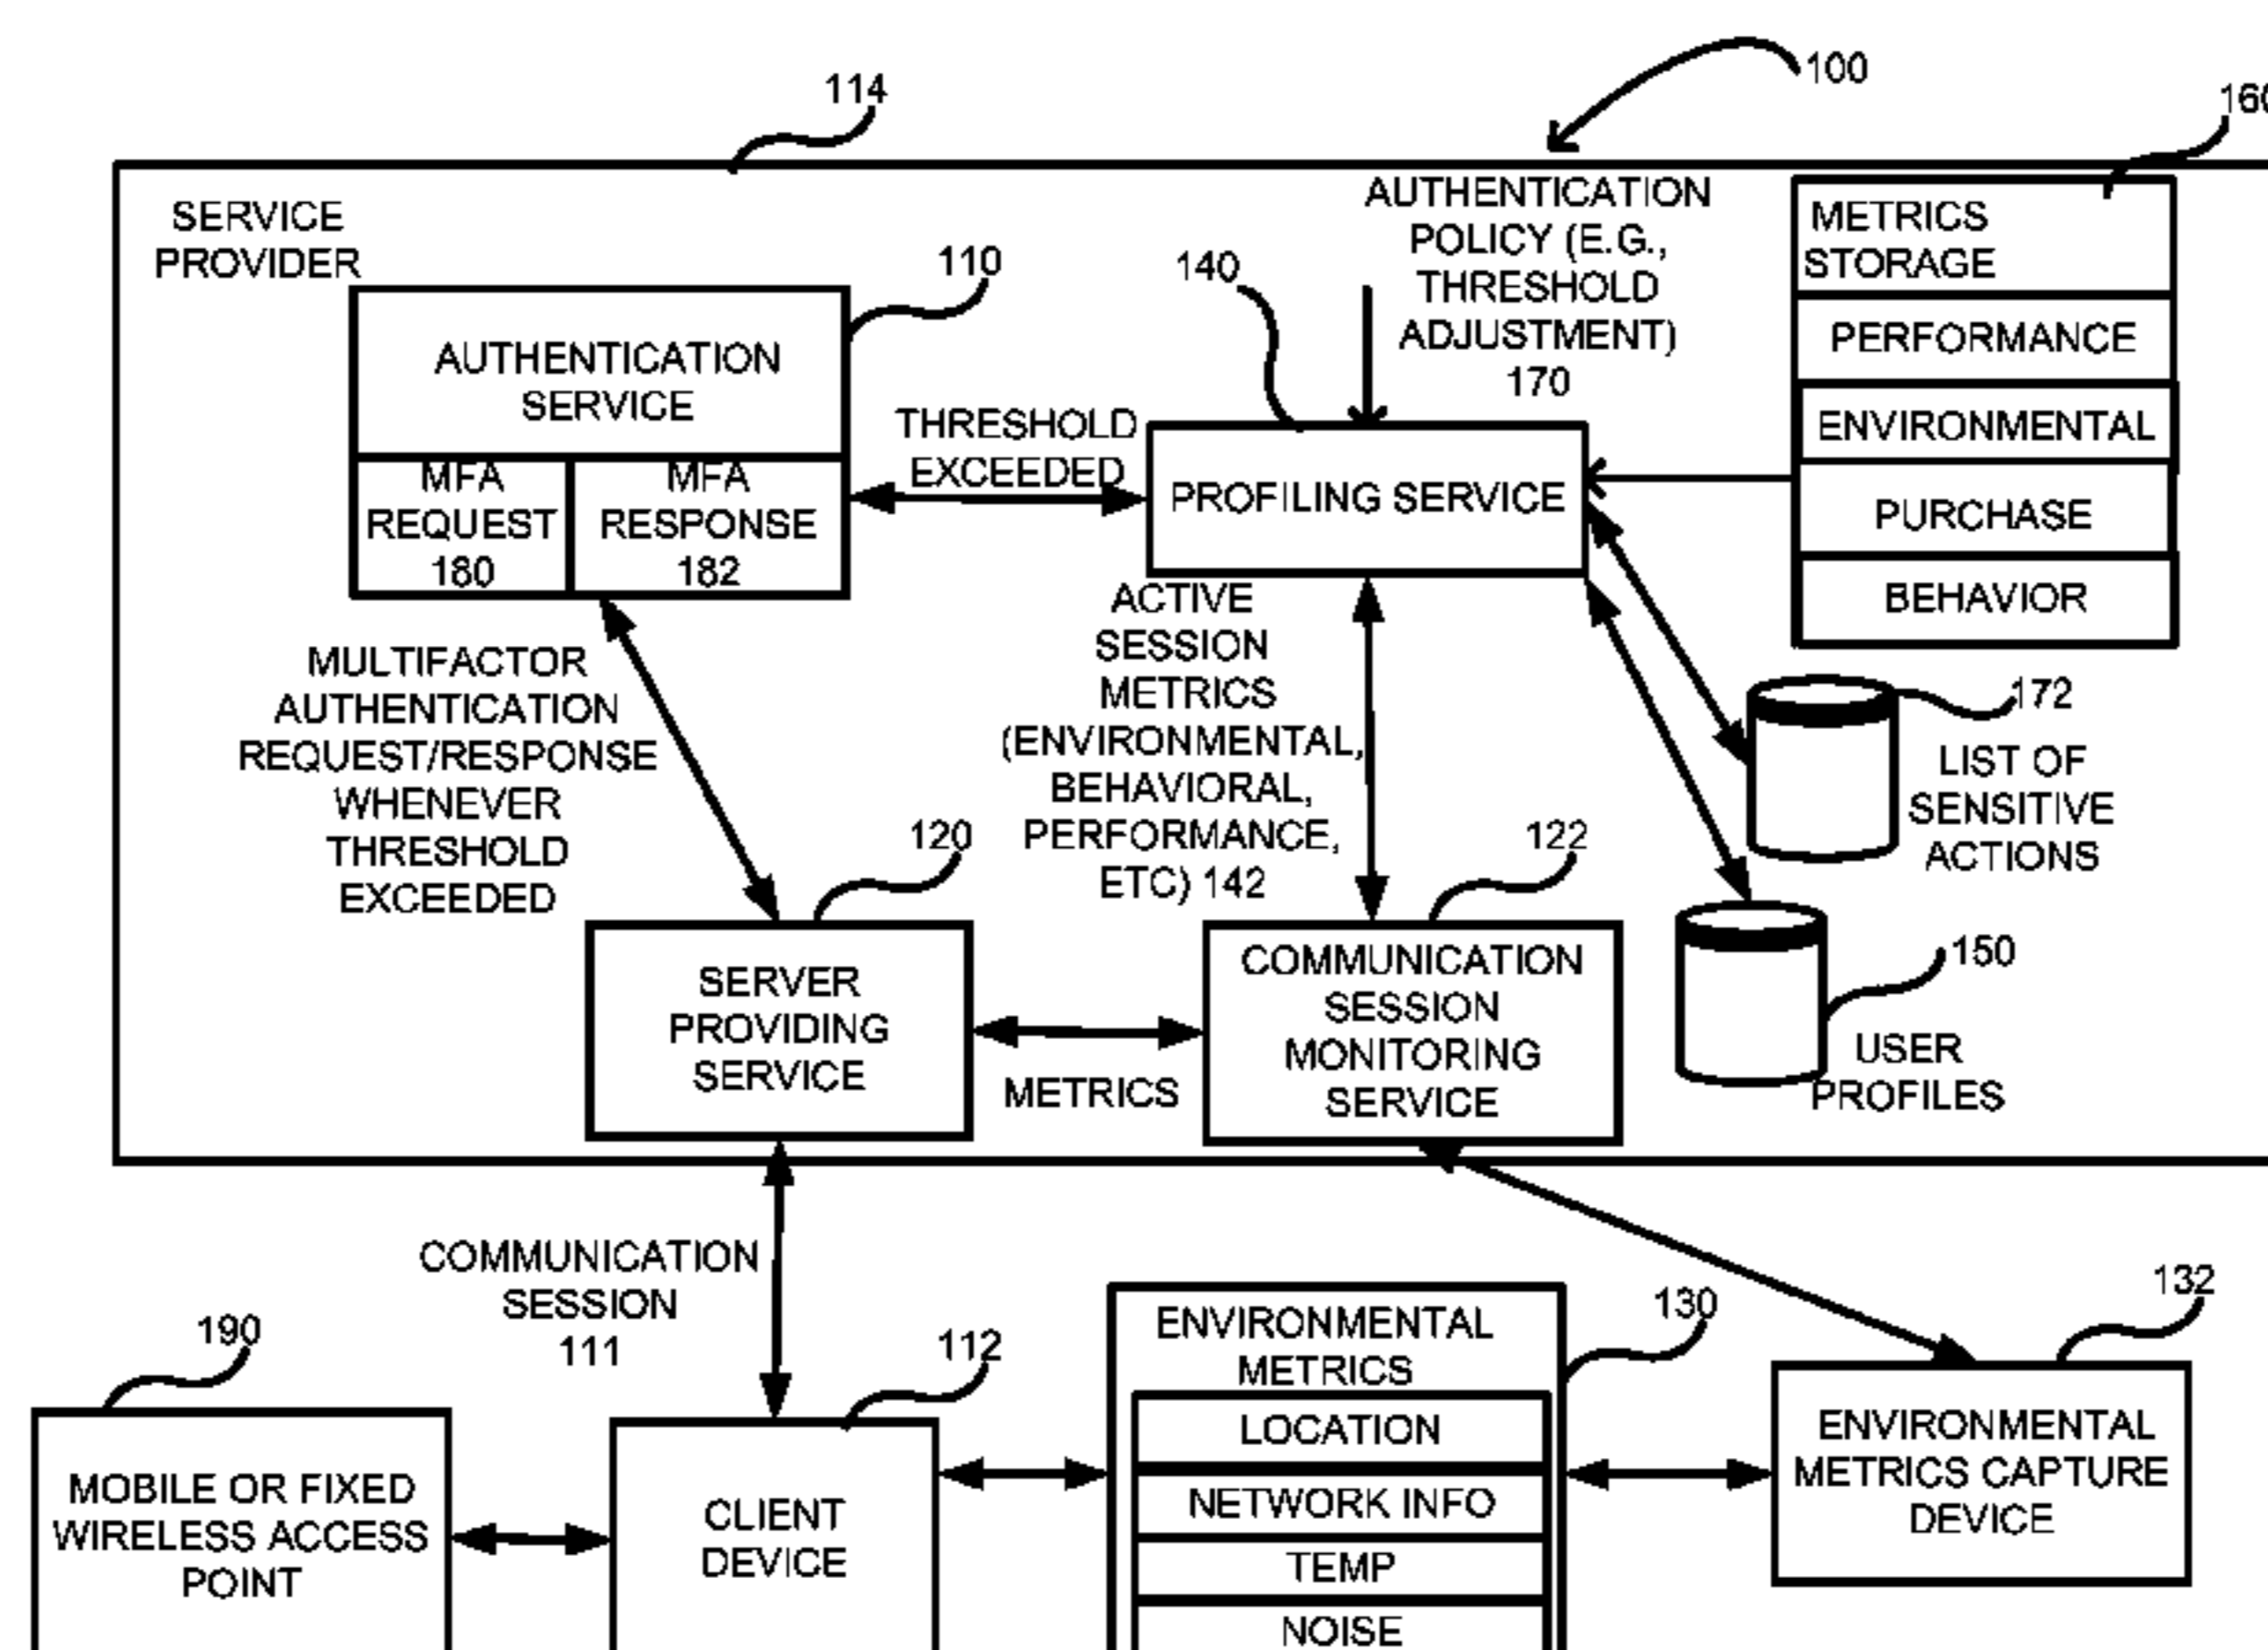 100
114
160
SERVICE
PROVIDER
AUTHENTICATION
POLICY (E.G.,
THRESHOLD
ADJUSTMENT)
170
METRICS
STORAGE
PERFORMANCE
ENVIRONMENTAL
PURCHASE
BEHAVIOR
110
140
AUTHENTICATION
SERVICE
MFA
REQUEST
180
MFA
RESPONSE
182
THRESHOLD
EXCEEDED
PROFILING SERVICE
MULTIFACTOR
AUTHENTICATION
REQUEST/RESPONSE
WHENEVER
THRESHOLD
EXCEEDED
ACTIVE
SESSION
METRICS
(ENVIRONMENTAL,
BEHAVIORAL,
PERFORMANCE,
ETC) 142
172
LIST OF
SENSITIVE
ACTIONS
120
122
150
USER
PROFILES
SERVER
PROVIDING
SERVICE
METRICS
COMMUNICATION
SESSION
MONITORING
SERVICE
COMMUNICATION
SESSION
111
190
112
130
132
MOBILE OR FIXED
WIRELESS ACCESS
POINT
CLIENT
DEVICE
ENVIRONMENTAL
METRICS
LOCATION
NETWORK INFO
TEMP
NOISE
ENVIRONMENTAL
METRICS CAPTURE
DEVICE